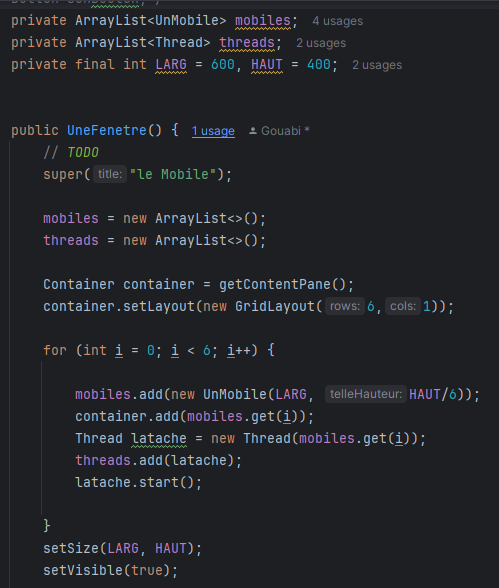 private ArrayList<UnMobile> mobiles; 4 usages
private ArrayList<Thread> threads; 2 usages
private final int LARG = 600, HAUT = 400; 2 usages
public UneFenetre() { 1 usage Gouabi *
// TODO
super( title: "le Mobile");
mobiles = new ArrayList<>();
threads = new ArrayList<>();
Container container = getContentPane();
container.setLayout(new GridLayout( rows: 6, cols: 1));
for (int i = 0; i < 6; i++) {
mobiles.add(new UnMobile(LARG, telleHauteur: HAUT/6));
container.add(mobiles.get(i));
Thread latache = new Thread(mobiles.get(i));
threads.add(latache);
latache.start();
}
setSize(LARG, HAUT);
setVisible(true);